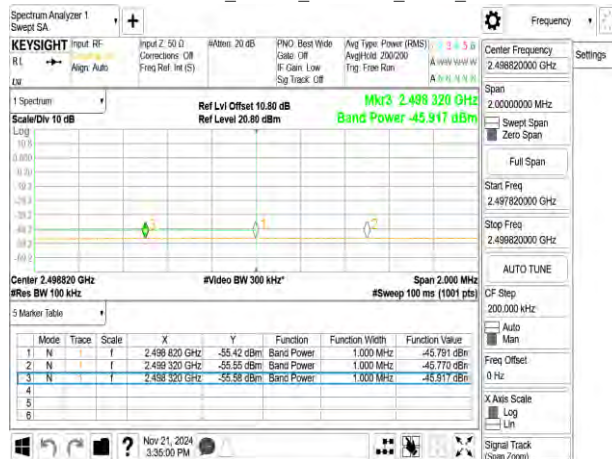 Spectrum Analyzer 1
Swept SA
+
Frequency
Settings
KEYSIGHT
Input: RF
Input Z: 50 Ω
#Atten: 20 dB
PNO: Best Wide
Avg Type: Power (RMS)
RL
Align: Auto
Corrections: Off
Freq Ref: Int (S)
Gate: Off
IF Gain: Low
Sig Track: Off
Avg|Hold: 200/200
Trig: Free Run
1 Spectrum
Scale/Div 10 dB
Ref Lvl Offset 10.80 dB
Ref Level 20.80 dBm
Mkr3 2.498 320 GHz
Band Power -45.917 dBm
Log
10.8
0.800
3
1
2
Center 2.498820 GHz
#Res BW 100 kHz
#Video BW 300 kHz*
Span 2.000 MHz
#Sweep 100 ms (1001 pts)
5 Marker Table
Mode Trace Scale X Y Function Function Width Function Value
1 N 1 f 2.498 820 GHz -55.42 dBm Band Power 1.000 MHz -45.791 dBm
2 N 1 f 2.499 320 GHz -55.55 dBm Band Power 1.000 MHz -45.770 dBm
3 N 1 f 2.498 320 GHz -55.58 dBm Band Power 1.000 MHz -45.917 dBm
4
5
6
Nov 21, 2024
3:35:00 PM
Center Frequency
2.498820000 GHz
Span
2.00000000 MHz
Swept Span
Zero Span
Full Span
Start Freq
2.497820000 GHz
Stop Freq
2.499820000 GHz
AUTO TUNE
CF Step
200.000 kHz
Auto
Man
Freq Offset
0 Hz
X Axis Scale
Log
Lin
Signal Track
(Span Zoom)